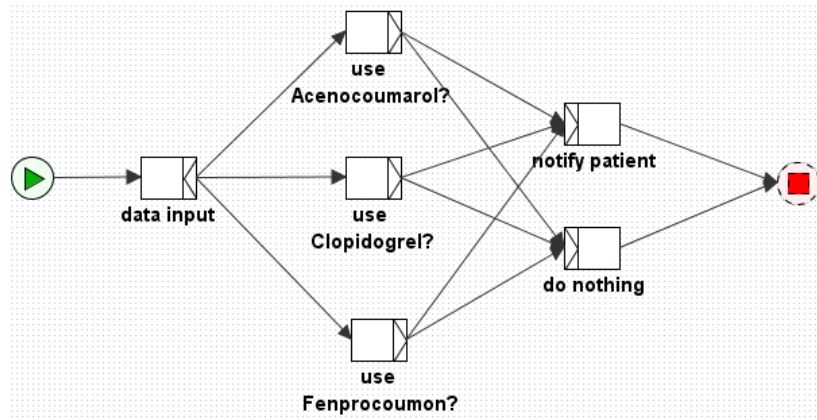 use
Acenocoumarol?
notify patient
data input
use
Clopidogrel?
do nothing
use
Fenprocoumon?